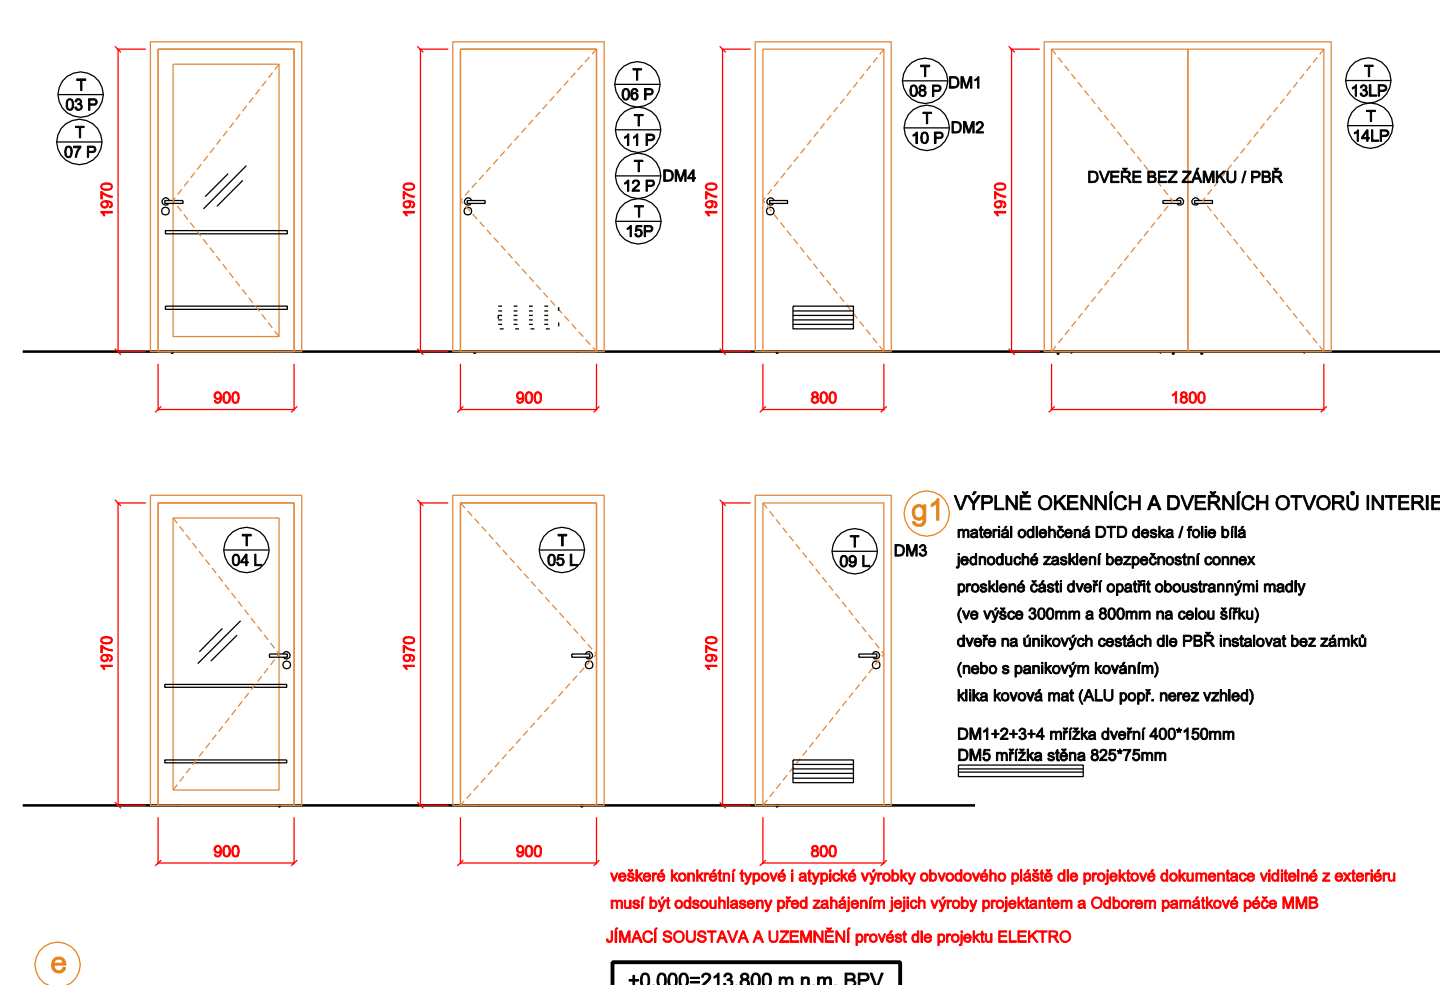 T
03 P
T
07 P
1970
900
T
06 P
T
11 P
T
12 P DM4
T
15P
1970
900
T
08 P DM1
T
10 P DM2
1970
800
T
13LP
T
14LP
DVEŘE BEZ ZÁMKU / PBŘ
1970
1800
T
04 L
1970
900
T
05 L
1970
900
T
09 L DM3
1970
800
g1 VÝPLNĚ OKENNÍCH A DVEŘNÍCH OTVORŮ INTERIE
materiál odlehčená DTD deska / folie bílá
jednoduché zasklení bezpečnostní connex
prosklené části dveří opatřit oboustrannými madly
(ve výšce 300mm a 800mm na celou šířku)
dveře na únikových cestách dle PBŘ instalovat bez zámků
(nebo s panikovým kováním)
klika kovová mat (ALU popř. nerez vzhled)
DM1+2+3+4 mřížka dveřní 400*150mm
DM5 mřížka stěna 825*75mm
veškeré konkrétní typové i atypické výrobky obvodového pláště dle projektové dokumentace viditelné z exteriéru
musí být odsouhlaseny před zahájením jejich výroby projektantem a Odborem památkové péče MMB
JÍMACÍ SOUSTAVA A UZEMNĚNÍ provést dle projektu ELEKTRO
e
±0.000=213.800 m n.m. BPV